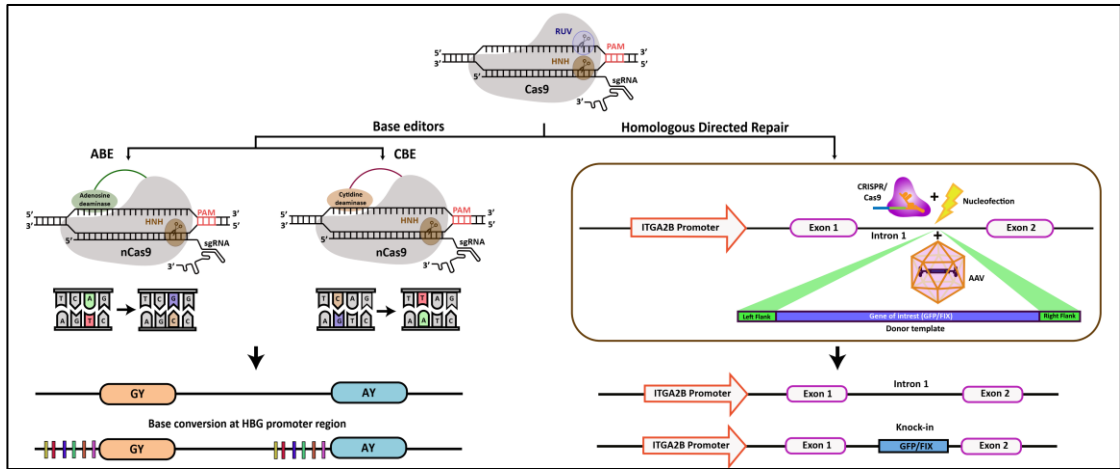 RUV
PAM
5’ 3’
3’ 5’
HNH
5’
sgRNA
Cas9
3’
Base editors
Homologous Directed Repair
ABE
CBE
Adenosine
deaminase
HNH
PAM
5’ 3’
3’ 5’
5’
sgRNA
nCas9
3’
Cytidine
deaminase
HNH
PAM
5’ 3’
3’ 5’
5’
sgRNA
nCas9
3’
T C A G
A G T C
T C G G
A G C C
T C A G
A G T C
T T A G
A A T C
CRISPR/
Cas9
+
Nucleofection
ITGA2B Promoter
Exon 1
Intron 1
Exon 2
+
AAV
Left Flank
Gene of intrest (GFP/FIX)
Right Flank
Donor template
GY
AY
Base conversion at HBG promoter region
GY
AY
ITGA2B Promoter
Exon 1
Intron 1
Exon 2
Knock-in
ITGA2B Promoter
Exon 1
GFP/FIX
Exon 2